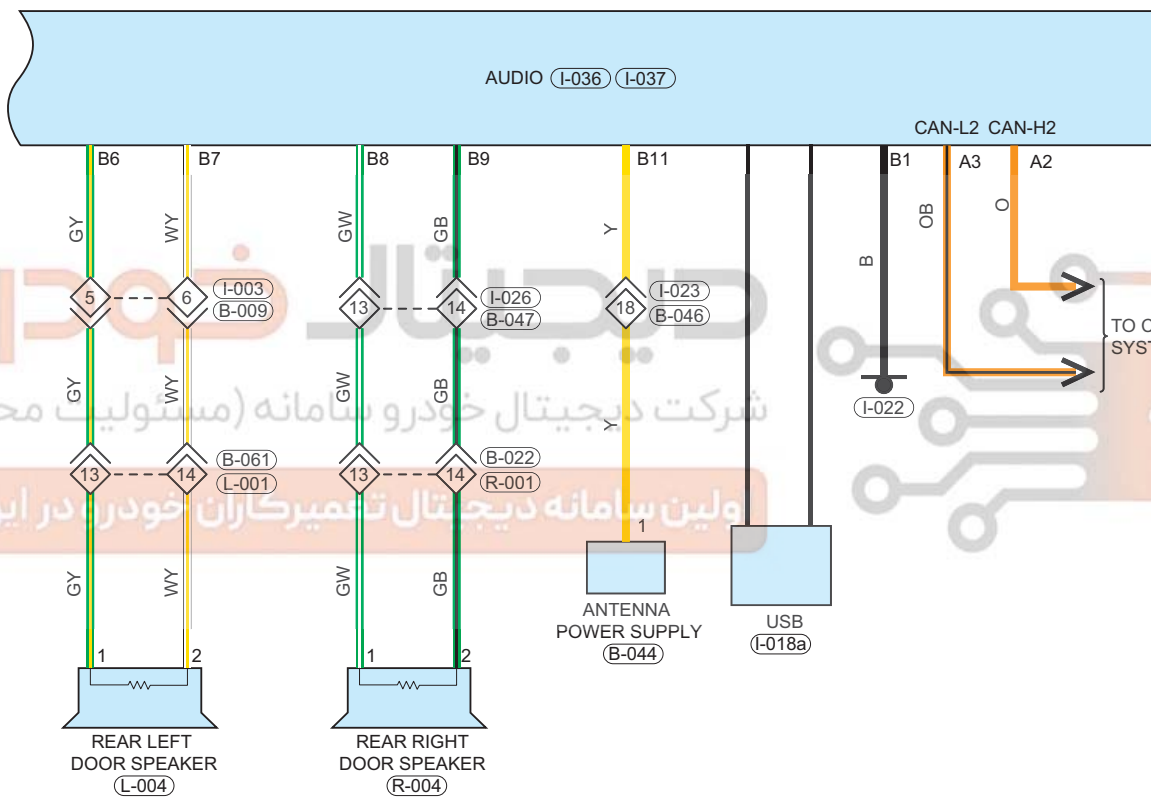 AUDIO I-036 I-037
CAN-L2 CAN-H2
B6 B7 B8 B9 B11 B1 A3 A2
GY WY GW GB Y B OB O
5 6 I-003
B-009
13 14 I-026
B-047
18 I-023
B-046
TO C
SYST
دیجیتال خودر
GY WY GW GB Y
I-022
شرکت دیجیتال خودرو سامانه (مسئولیت مح
13 14 B-061
L-001
13 14 B-022
R-001
اولین سامانه دیجیتال تعمیرکاران خودرو در ایر
1
GY WY GW GB
ANTENNA
POWER SUPPLY
B-044
USB
I-018a
1 2 1 2
REAR LEFT
DOOR SPEAKER
L-004
REAR RIGHT
DOOR SPEAKER
R-004